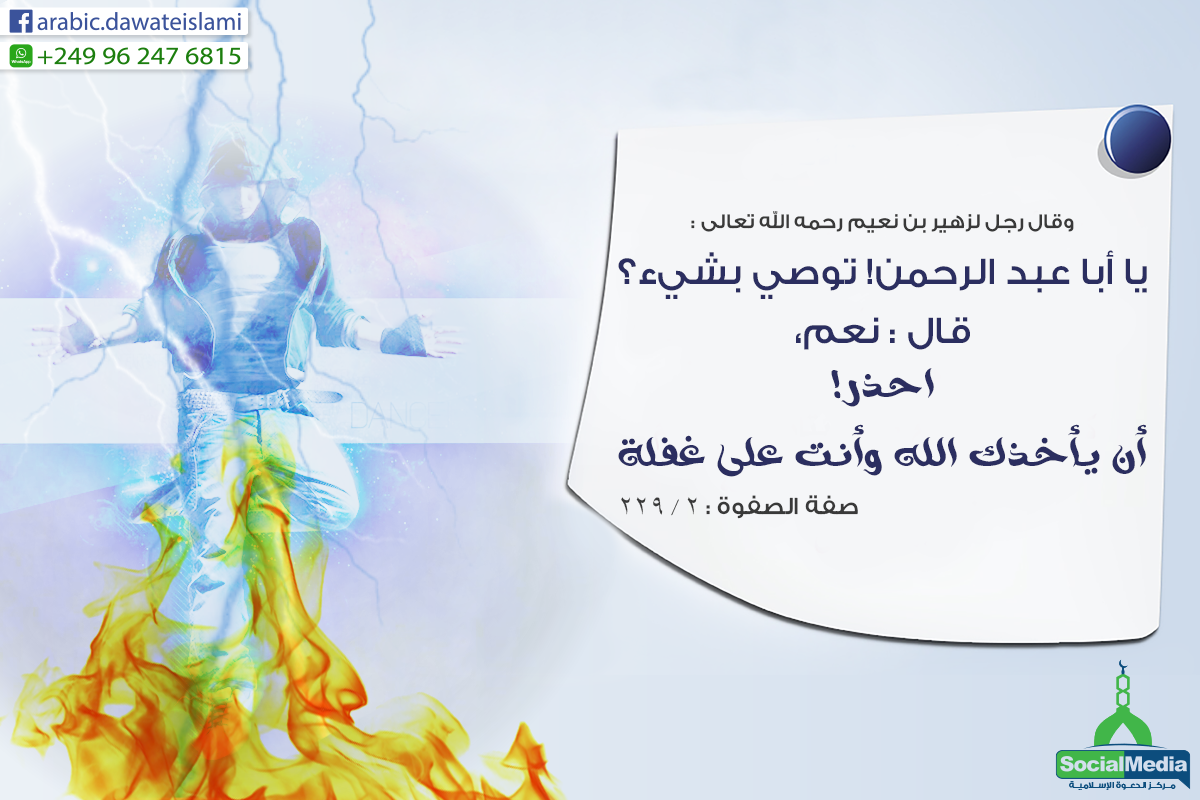 arabic.dawateislami
+249 96 247 6815
وقال رجل لزهير بن نعيم رحمه الله تعالى :
يا أبا عبد الرحمن! توصي بشيء؟
قال : نعم،
احذر!
أن يأخذك الله وأنت على غفلة
صفة الصفوة : ٢ / ٢٢٩
DANC
SocialMedia
مركز الدعوة الإسلامية